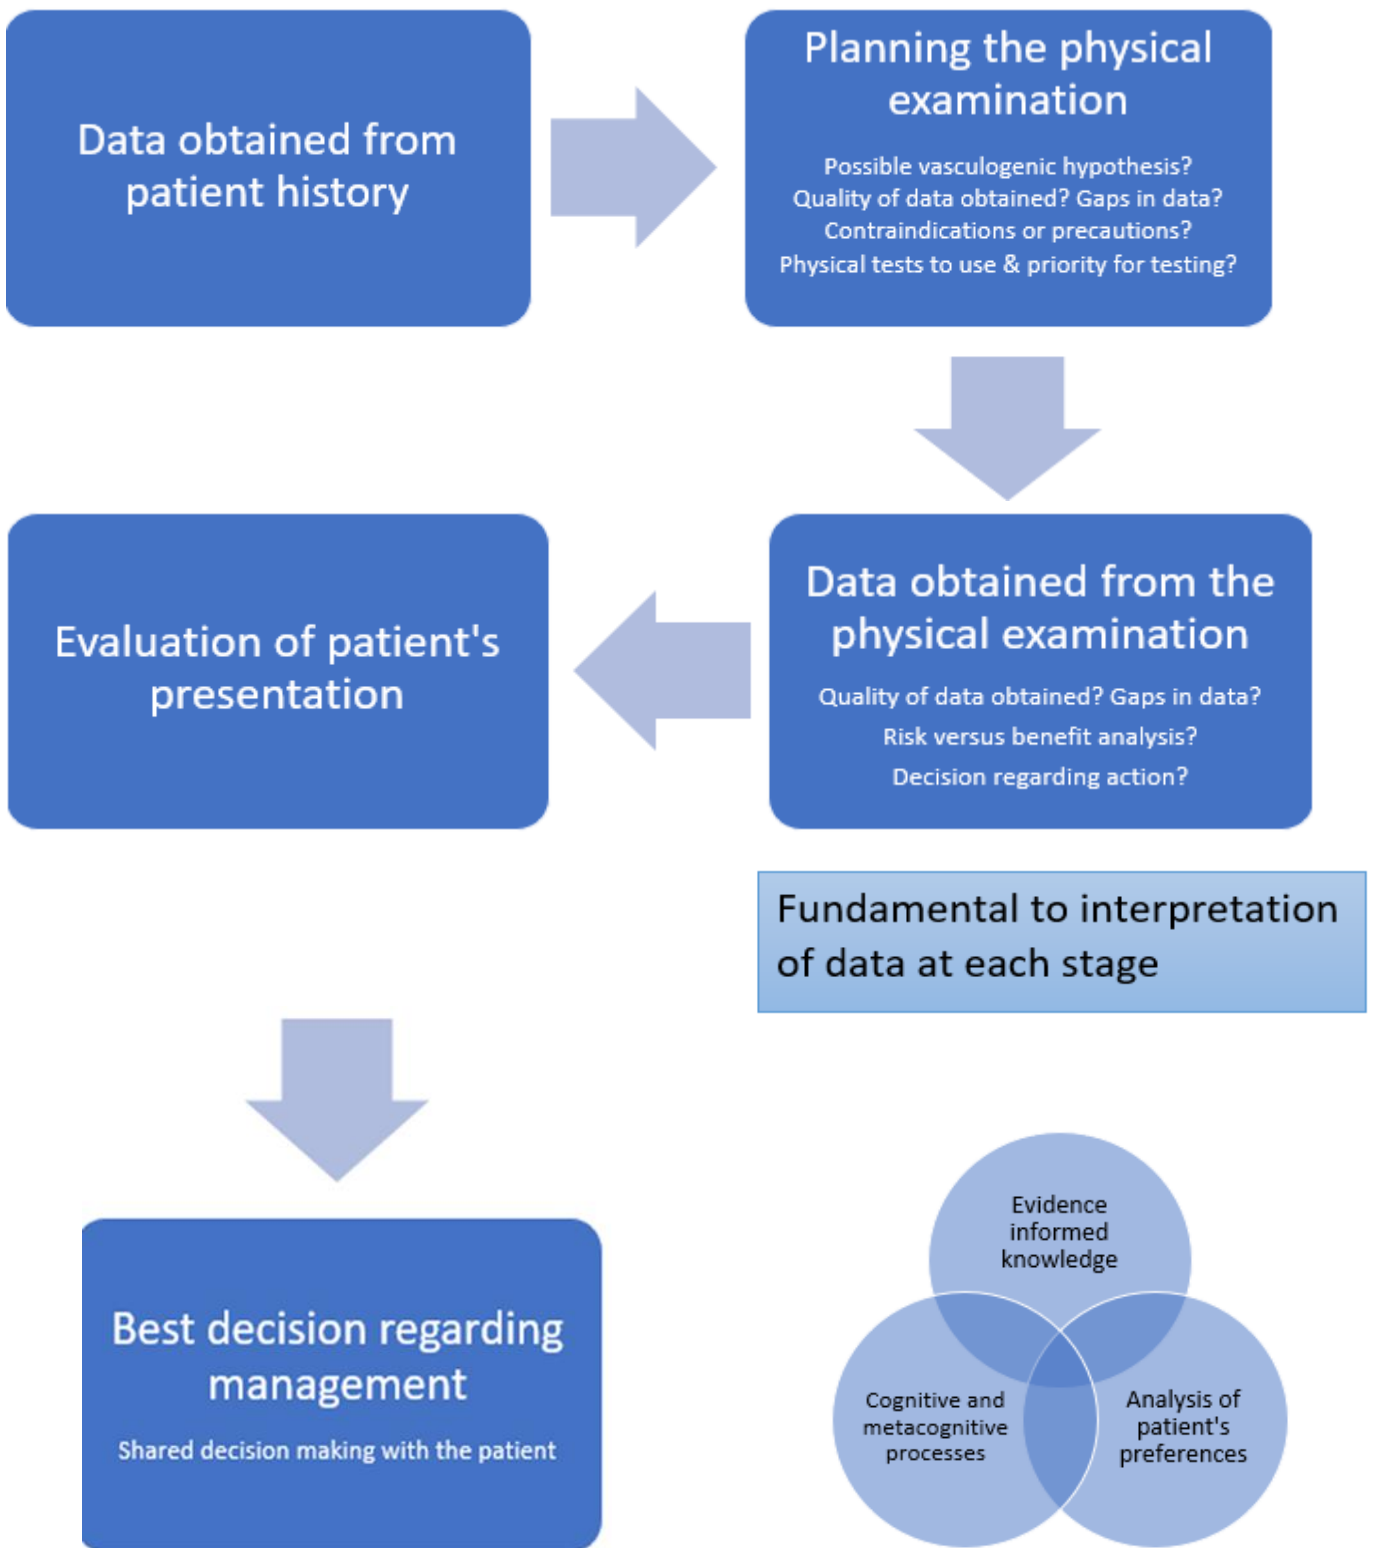 Data obtained from
patient history
Planning the physical
examination
Possible vasculogenic hypothesis?
Quality of data obtained? Gaps in data?
Contraindications or precautions?
Physical tests to use & priority for testing?
Data obtained from the
physical examination
Quality of data obtained? Gaps in data?
Risk versus benefit analysis?
Decision regarding action?
Evaluation of patient's
presentation
Fundamental to interpretation
of data at each stage
Best decision regarding
management
Shared decision making with the patient
Evidence
informed
knowledge
Cognitive and
metacognitive
processes
Analysis of
patient's
preferences